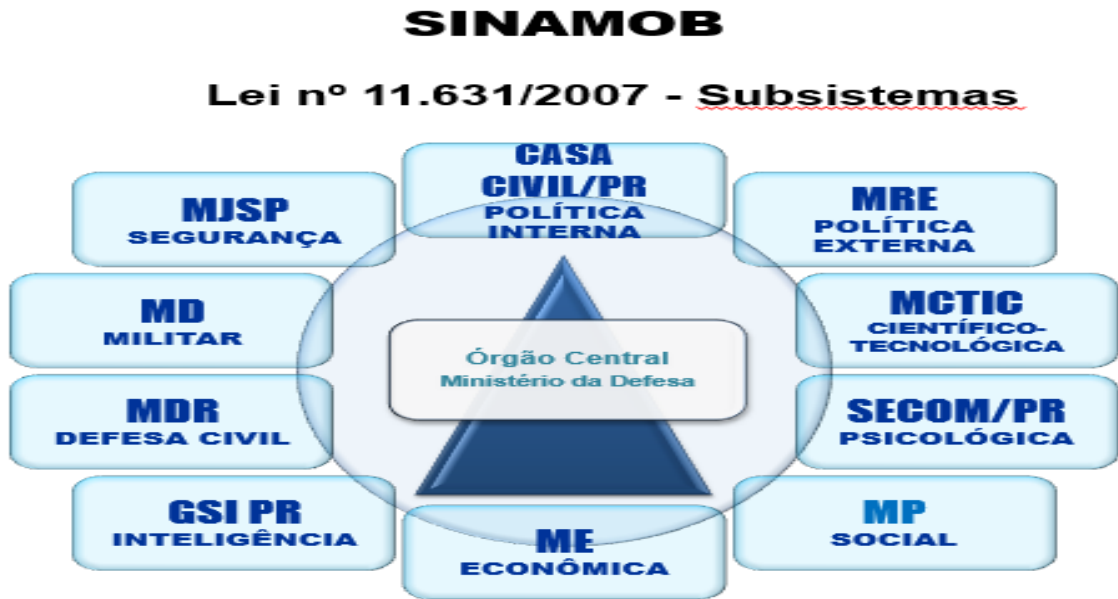 SINAMOB
Lei nº 11.631/2007 - Subsistemas
CASA
CIVIL/PR
POLÍTICA
INTERNA
MJSP
SEGURANÇA
MRE
POLÍTICA
EXTERNA
MD
MILITAR
MCTIC
CIENTÍFICO-
TECNOLÓGICA
Órgão Central
Ministério da Defesa
MDR
DEFESA CIVIL
SECOM/PR
PSICOLÓGICA
GSI PR
INTELIGÊNCIA
ME
ECONÔMICA
MP
SOCIAL